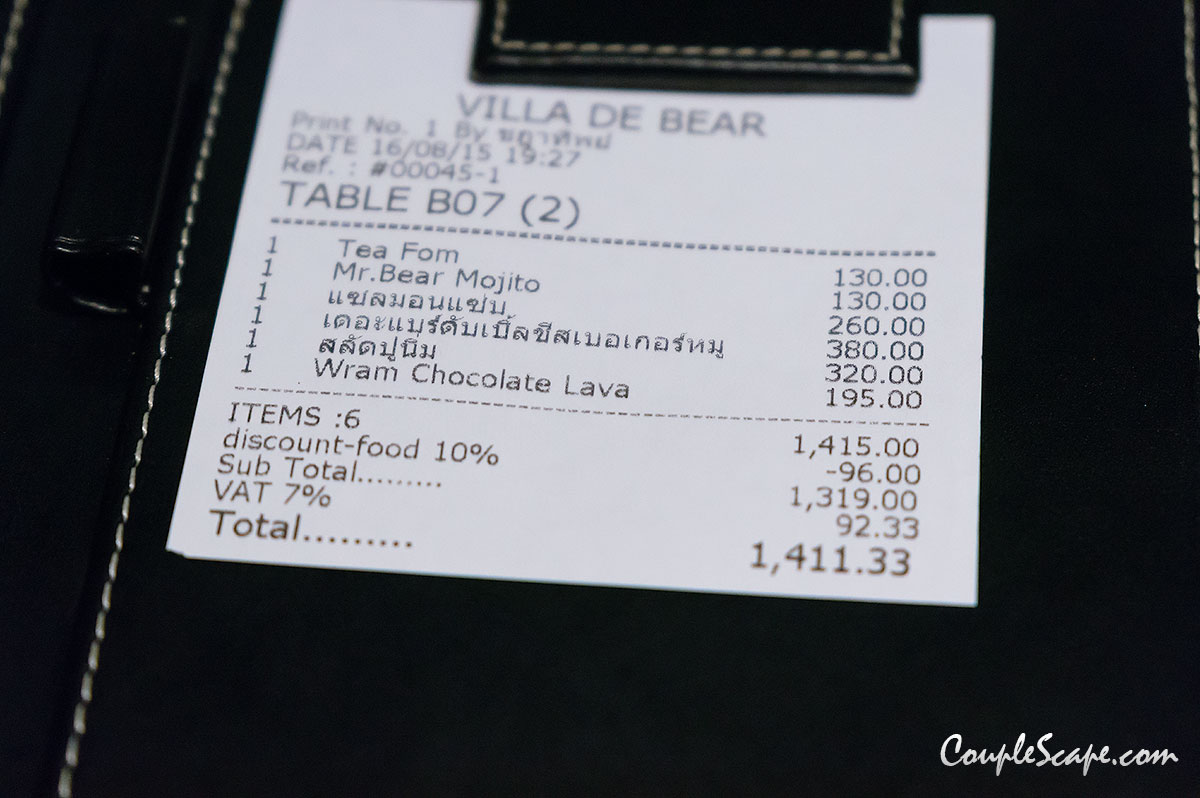 VILLA DE BEAR
Print No. 1 By ชฎาทิพย์
DATE 16/08/15 19:27
Ref. : #00045-1
TABLE B07 (2)
1 Tea Fom 130.00
1 Mr.Bear Mojito 130.00
1 แซลมอนแซ่บ 260.00
1 เดอะแบร์ดับเบิ้ลชีสเบอเกอร์หมู 380.00
1 สลัดปูนิ่ม 320.00
1 Wram Chocolate Lava 195.00
ITEMS :6 1,415.00
discount-food 10% -96.00
Sub Total......... 1,319.00
VAT 7% 92.33
Total......... 1,411.33
CoupleScape.com